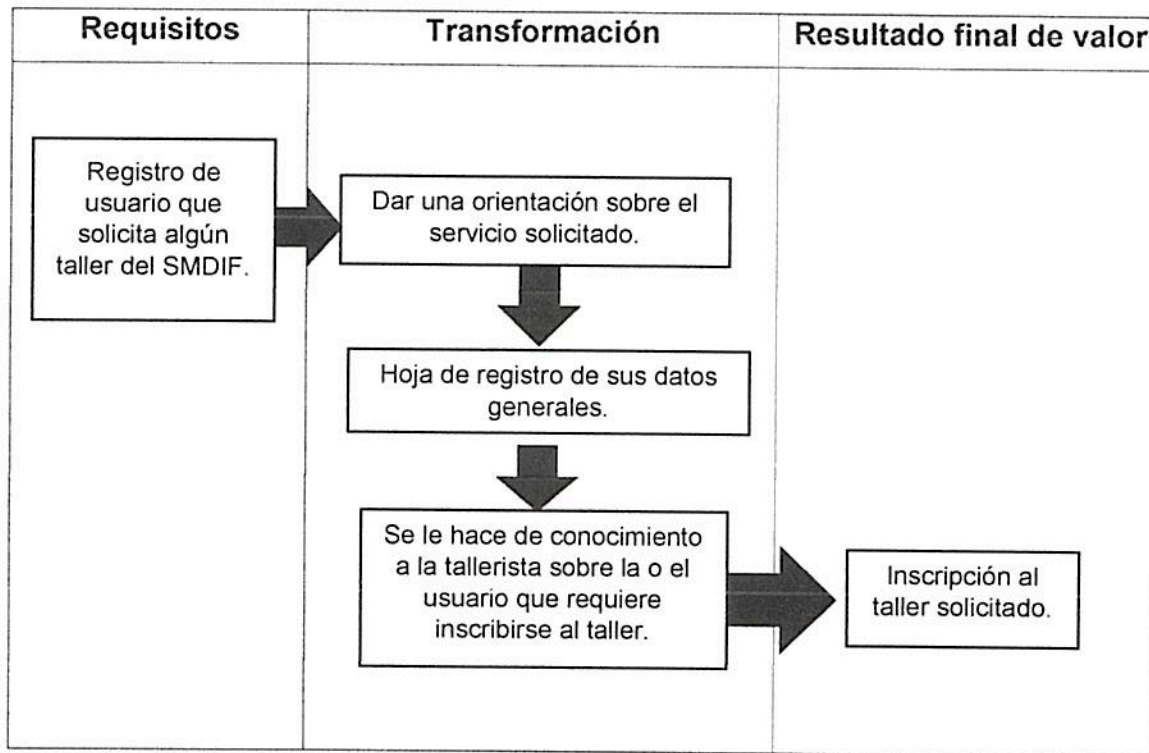 Requisitos
Transformación
Resultado final de valor
Registro de
usuario que
solicita algún
taller del SMDIF.
Dar una orientación sobre el
servicio solicitado.
Hoja de registro de sus datos
generales.
Se le hace de conocimiento
a la tallerista sobre la o el
usuario que requiere
inscribirse al taller.
Inscripción al
taller solicitado.